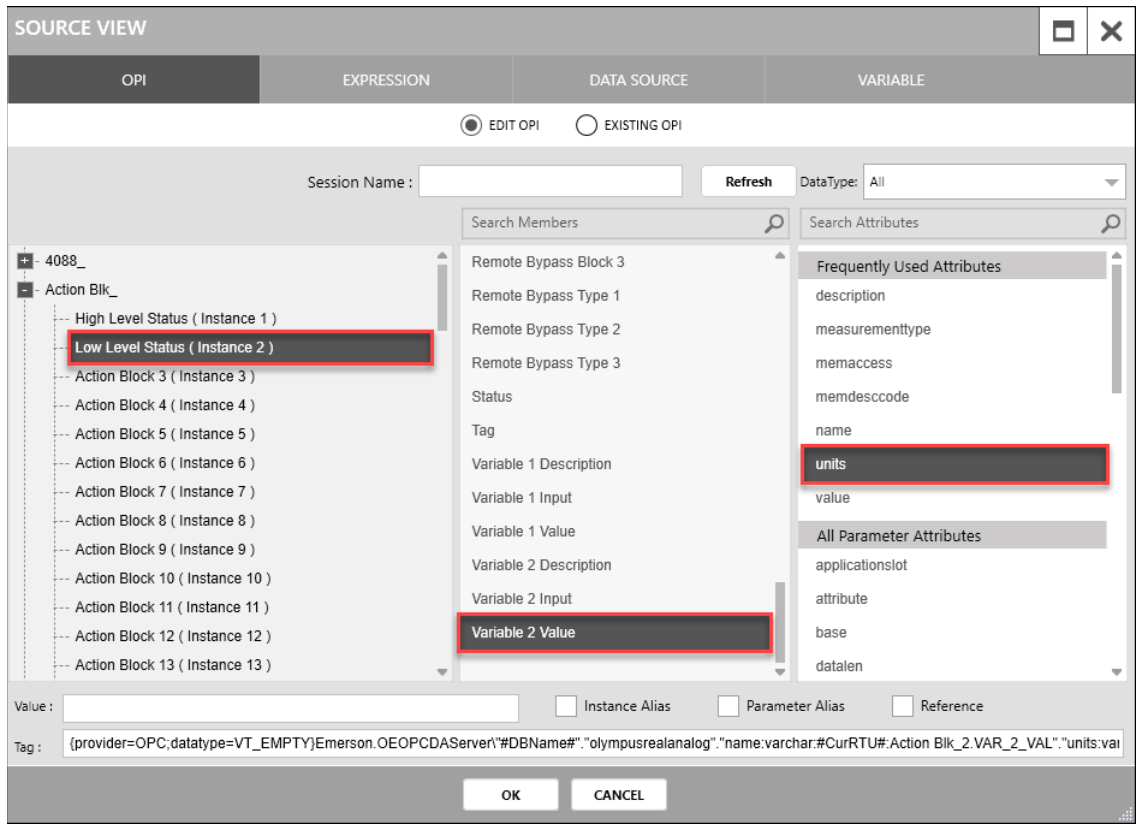 SOURCE VIEW
OPI EXPRESSION DATA SOURCE VARIABLE
EDIT OPI EXISTING OPI
Session Name : Refresh DataType: All
Search Members Search Attributes
4088_
Action Blk_
High Level Status ( Instance 1 )
Low Level Status ( Instance 2 )
Action Block 3 ( Instance 3 )
Action Block 4 ( Instance 4 )
Action Block 5 ( Instance 5 )
Action Block 6 ( Instance 6 )
Action Block 7 ( Instance 7 )
Action Block 8 ( Instance 8 )
Action Block 9 ( Instance 9 )
Action Block 10 ( Instance 10 )
Action Block 11 ( Instance 11 )
Action Block 12 ( Instance 12 )
Action Block 13 ( Instance 13 )
Remote Bypass Block 3
Remote Bypass Type 1
Remote Bypass Type 2
Remote Bypass Type 3
Status
Tag
Variable 1 Description
Variable 1 Input
Variable 1 Value
Variable 2 Description
Variable 2 Input
Variable 2 Value
Frequently Used Attributes
description
measurementtype
memaccess
memdesccode
name
units
value
All Parameter Attributes
applicationslot
attribute
base
datalen
Value : Instance Alias Parameter Alias Reference
Tag : {provider=OPC;datatype=VT_EMPTY}Emerson.OEOPCDAServer\"#DBName#"."olympusrealanalog"."name:varchar:#CurRTU#:Action Blk_2.VAR_2_VAL"."units:var
OK CANCEL